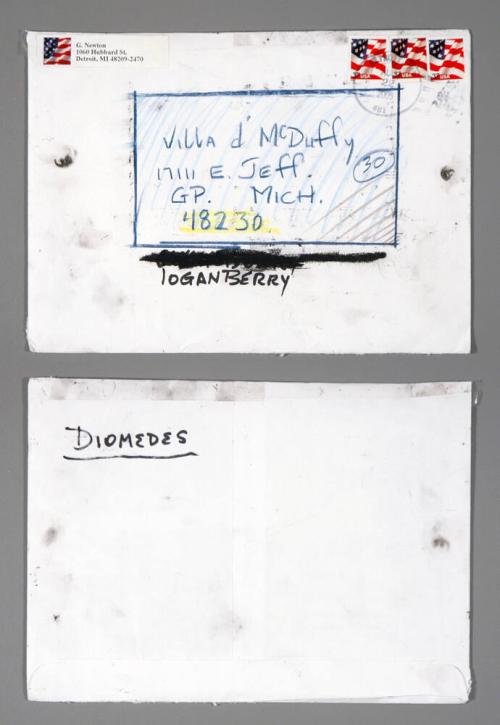 G. Newton
1060 Hubbard St.
Detroit, MI 48209-2470
USA USA USA
Villa d' McDuffy
17111 E. Jeff.
30
GP. MICH.
48230
loganBERRY
DIOMEDES